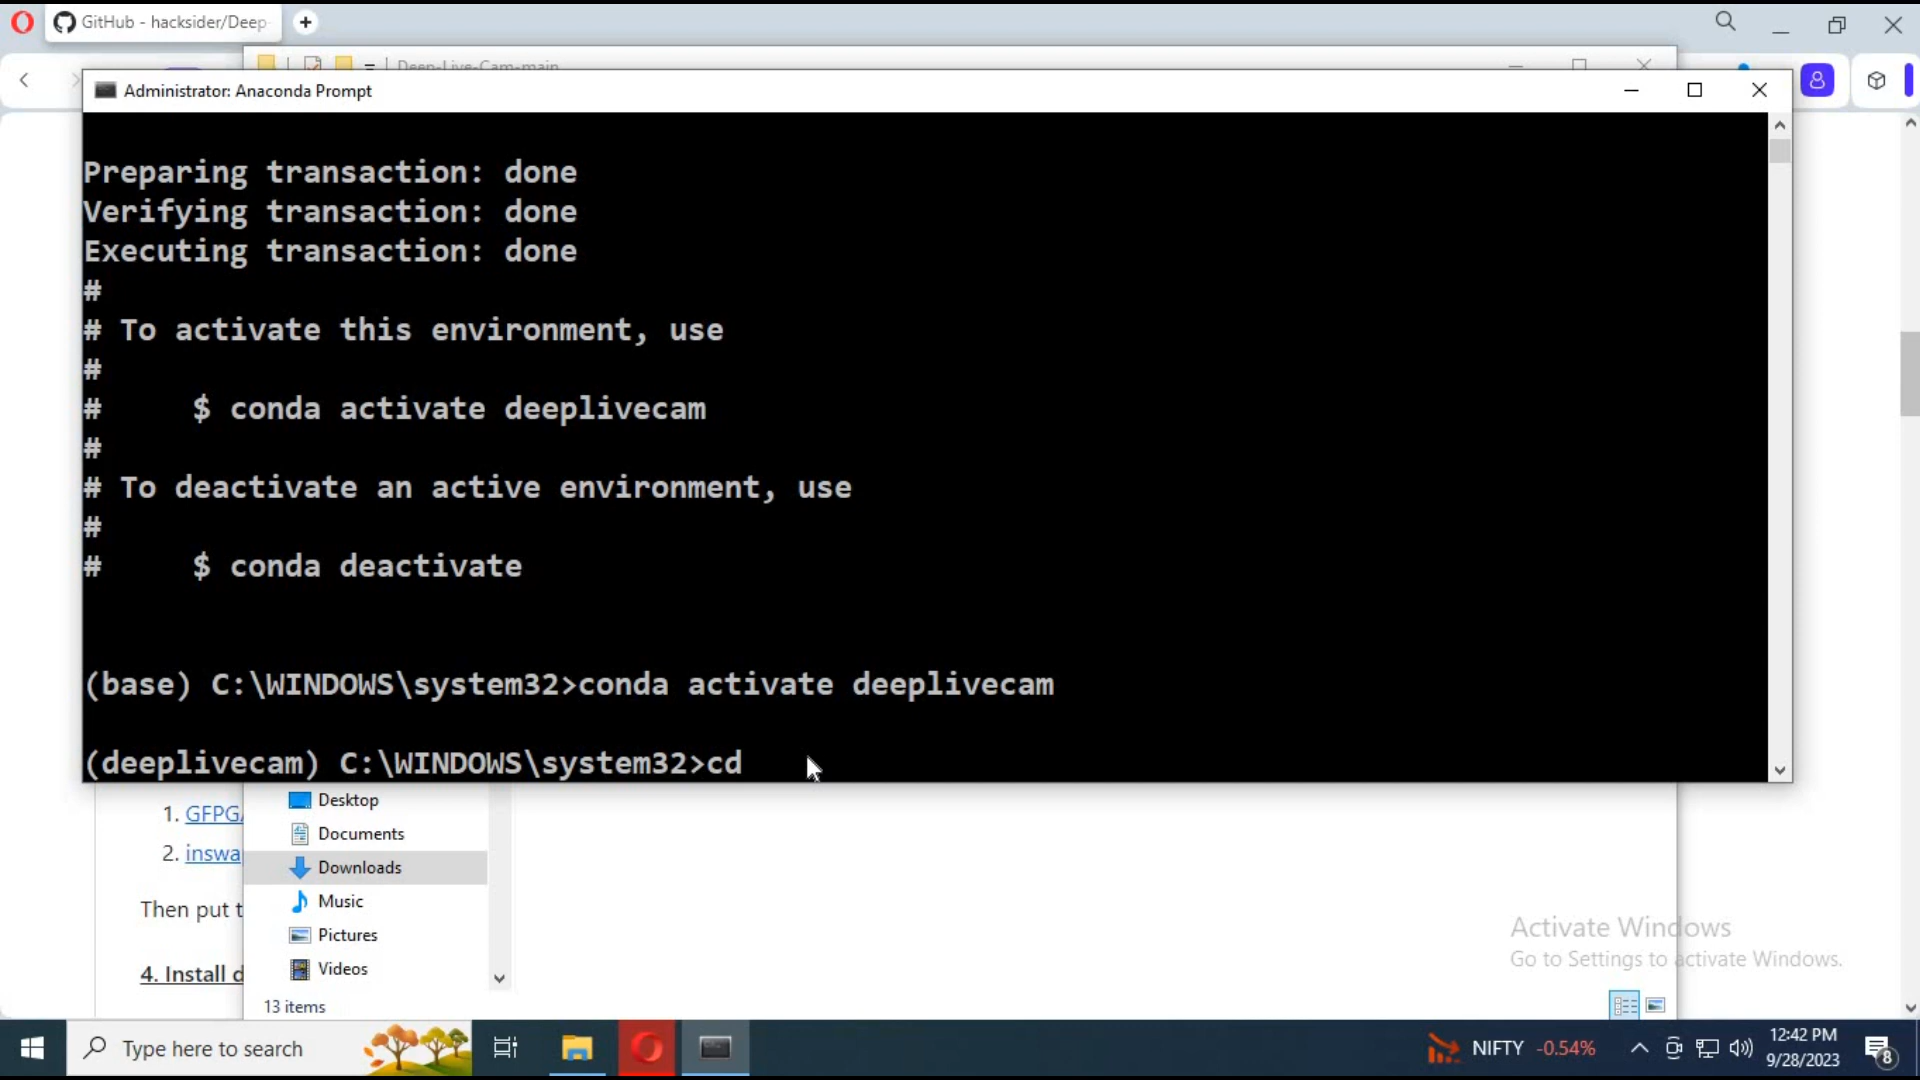 GitHub - hacksider/Deep-
Deep-Live-Cam-main
Administrator: Anaconda Prompt
Preparing transaction: done
Verifying transaction: done
Executing transaction: done
#
# To activate this environment, use
#
#     $ conda activate deeplivecam
#
# To deactivate an active environment, use
#
#     $ conda deactivate
(base) C:\WINDOWS\system32>conda activate deeplivecam
(deeplivecam) C:\WINDOWS\system32>cd
1. GFPGA
2. inswa
Then put t
4. Install d
Desktop
Documents
Downloads
Music
Pictures
Videos
13 items
Activate Windows
Go to Settings to activate Windows.
Type here to search
NIFTY -0.54%
12:42 PM
9/28/2023
8